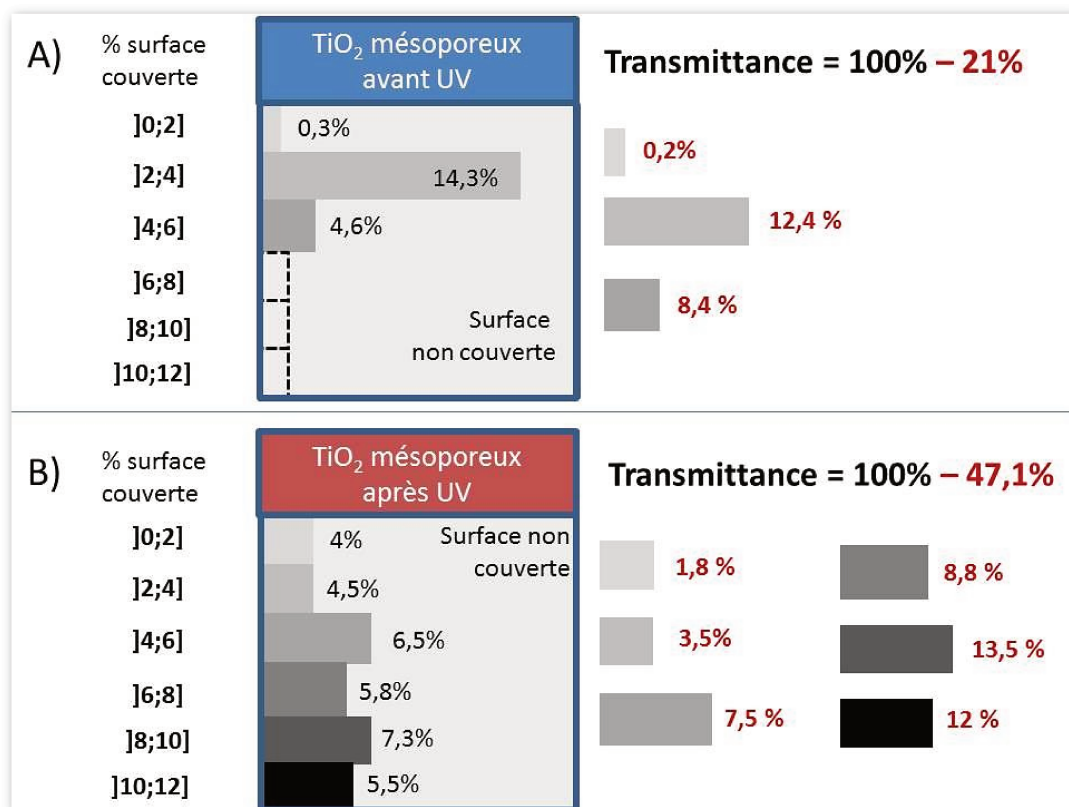 A)
% surface
couverte
TiO2 mésoporeux
avant UV
Transmittance = 100% – 21%
]0;2]
0,3%
0,2%
]2;4]
14,3%
12,4 %
]4;6]
4,6%
8,4 %
]6;8]
]8;10]
]10;12]
Surface
non couverte
B)
% surface
couverte
TiO2 mésoporeux
après UV
Transmittance = 100% – 47,1%
Surface non
couverte
]0;2]
4%
1,8 %
8,8 %
]2;4]
4,5%
3,5%
13,5 %
]4;6]
6,5%
7,5 %
12 %
]6;8]
5,8%
]8;10]
7,3%
]10;12]
5,5%